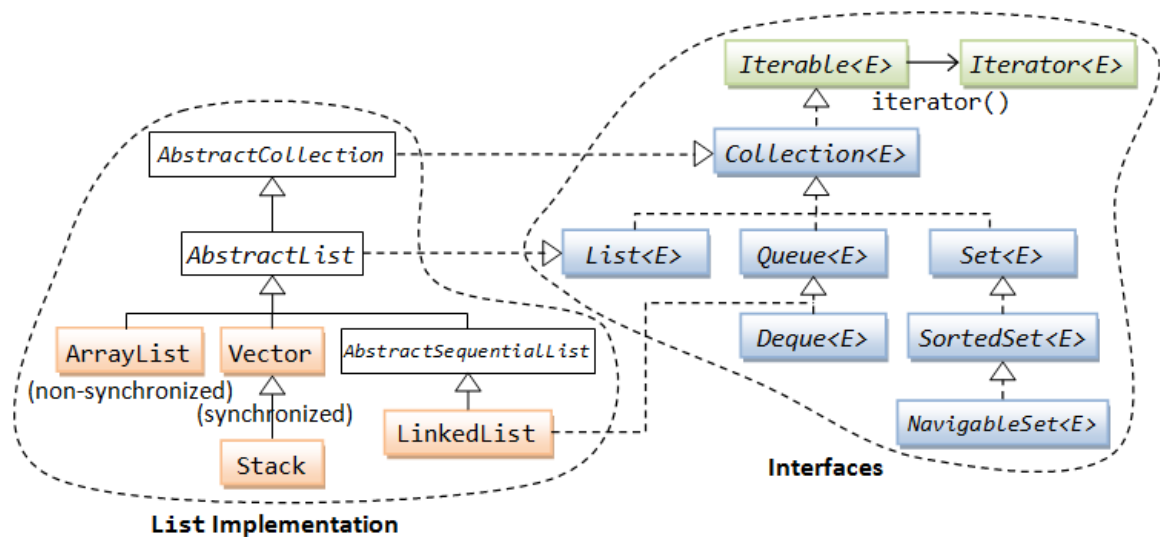 Iterable<E> Iterator<E>
iterator()
AbstractCollection Collection<E>
AbstractList List<E> Queue<E> Set<E>
ArrayList Vector AbstractSequentialList Deque<E> SortedSet<E>
(non-synchronized)
(synchronized)
LinkedList NavigableSet<E>
Stack Interfaces
List Implementation